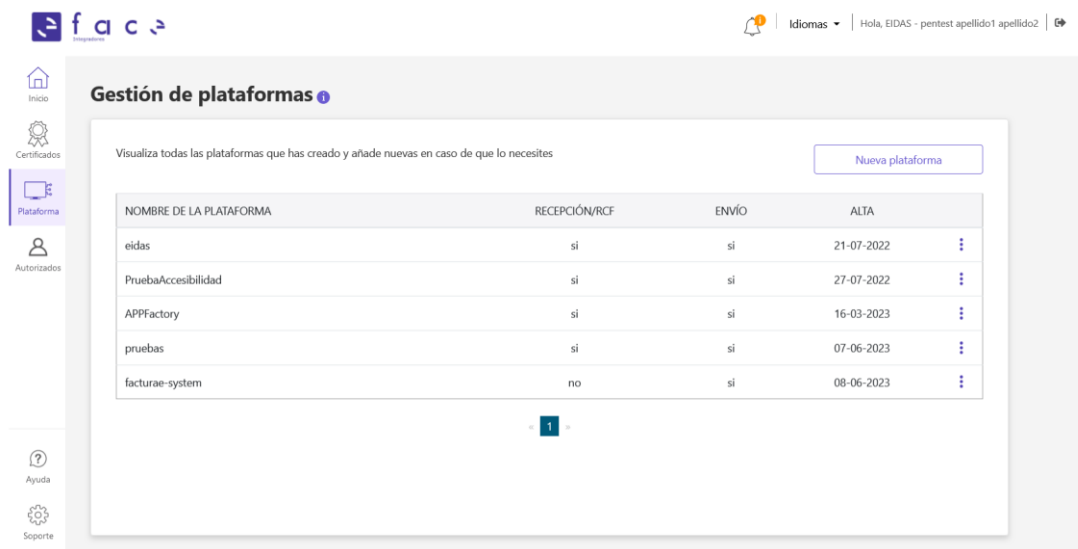 face
Integradores
Idiomas
Hola, EIDAS - pentest apellido1 apellido2
Inicio
Certificados
Plataforma
Autorizados
Ayuda
Soporte
Gestión de plataformas
Visualiza todas las plataformas que has creado y añade nuevas en caso de que lo necesites
Nueva plataforma
NOMBRE DE LA PLATAFORMA RECEPCIÓN/RCF ENVÍO ALTA
eidas si si 21-07-2022
PruebaAccesibilidad si si 27-07-2022
APPFactory si si 16-03-2023
pruebas si si 07-06-2023
facturae-system no si 08-06-2023
« 1 »